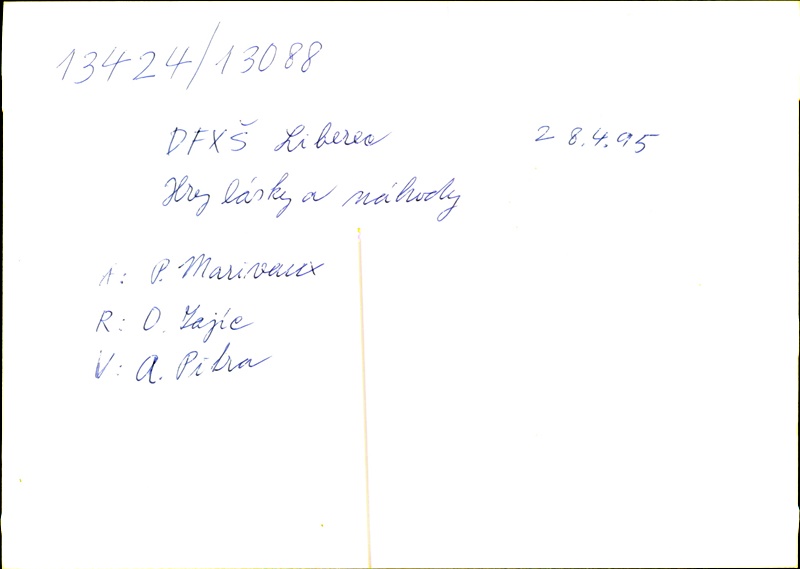 13424/13088
DFXŠ Liberec 28.4.95
Hry lásky a náhody
A: P. Marivaux
R: O. Zajíc
V: A. Pitra